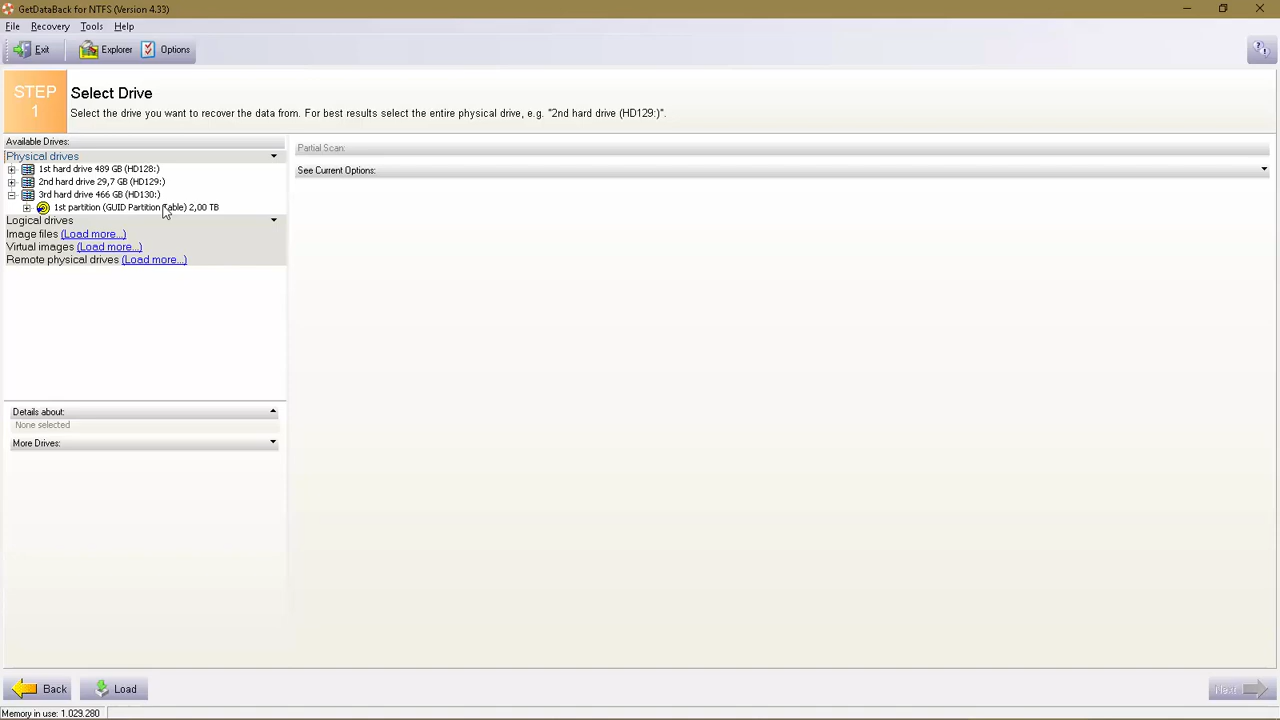 GetDataBack for NTFS (Version 4.33)
File Recovery Tools Help
Exit Explorer Options
STEP
1
Select Drive
Select the drive you want to recover the data from. For best results select the entire physical drive, e.g. "2nd hard drive (HD129:)".
Available Drives:
Physical drives
1st hard drive 489 GB (HD128:)
2nd hard drive 29,7 GB (HD129:)
3rd hard drive 466 GB (HD130:)
1st partition (GUID Partition Table) 2,00 TB
Logical drives
Image files (Load more...)
Virtual images (Load more...)
Remote physical drives (Load more...)
Partial Scan:
See Current Options:
Details about:
None selected
More Drives:
Back Load Next
Memory in use: 1.029.280